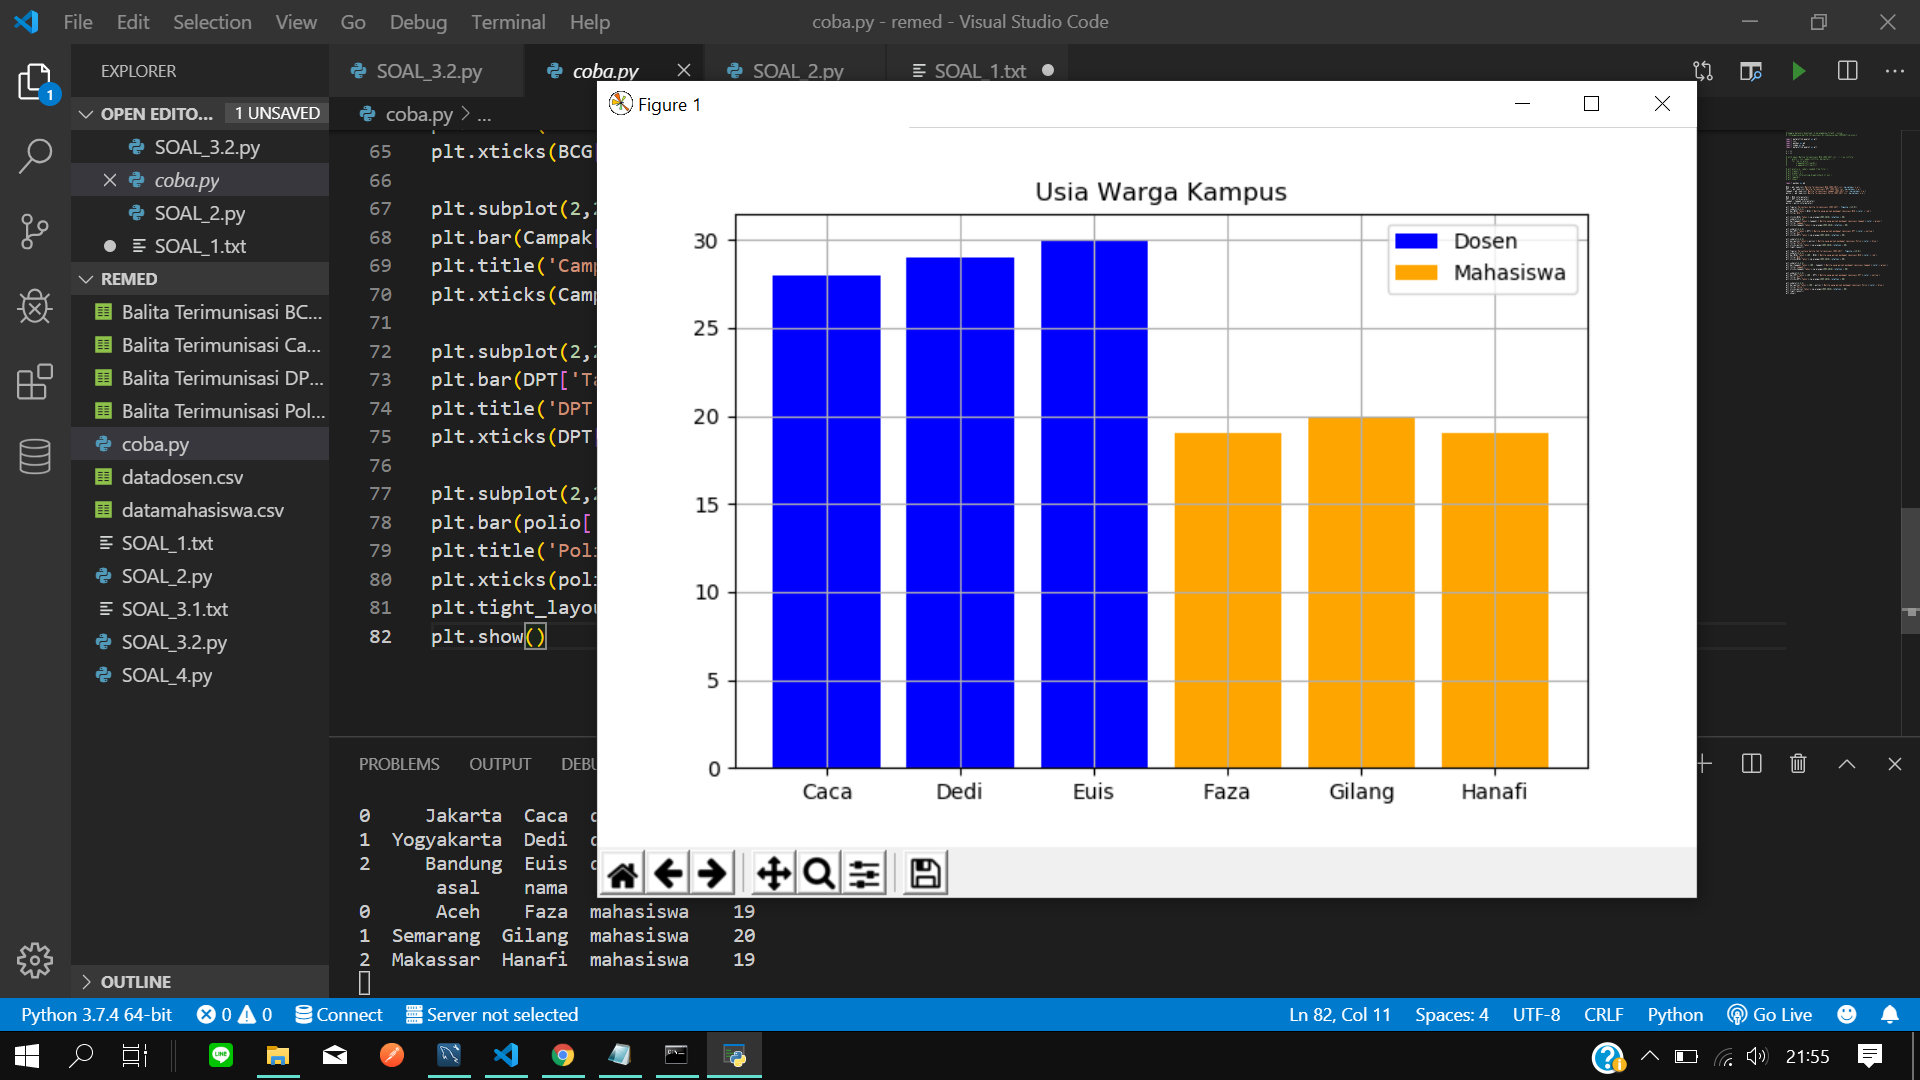 File Edit Selection View Go Debug Terminal Help
coba.py - remed - Visual Studio Code
EXPLORER
SOAL_3.2.py
coba.py
SOAL_2.py
SOAL_1.txt
OPEN EDITO...
1 UNSAVED
SOAL_3.2.py
coba.py
SOAL_2.py
SOAL_1.txt
REMED
Balita Terimunisasi BC...
Balita Terimunisasi Ca...
Balita Terimunisasi DP...
Balita Terimunisasi Pol...
coba.py
datadosen.csv
datamahasiswa.csv
SOAL_1.txt
SOAL_2.py
SOAL_3.1.txt
SOAL_3.2.py
SOAL_4.py
OUTLINE
1
coba.py > ...
65 plt.xticks(BCG
66
67 plt.subplot(2,
68 plt.bar(Campak
69 plt.title('Camp
70 plt.xticks(Camp
71
72 plt.subplot(2,
73 plt.bar(DPT['Ta
74 plt.title('DPT
75 plt.xticks(DPT
76
77 plt.subplot(2,
78 plt.bar(polio[
79 plt.title('Pol
80 plt.xticks(poli
81 plt.tight_layou
82 plt.show()
Figure 1
Usia Warga Kampus
Dosen
Mahasiswa
30
25
20
15
10
5
0
Caca Dedi Euis Faza Gilang Hanafi
PROBLEMS OUTPUT DEBU
0 Jakarta Caca
1 Yogyakarta Dedi
2 Bandung Euis
asal nama
0 Aceh Faza mahasiswa 19
1 Semarang Gilang mahasiswa 20
2 Makassar Hanafi mahasiswa 19
Python 3.7.4 64-bit 0 0 Connect Server not selected
Ln 82, Col 11 Spaces: 4 UTF-8 CRLF Python Go Live
21:55